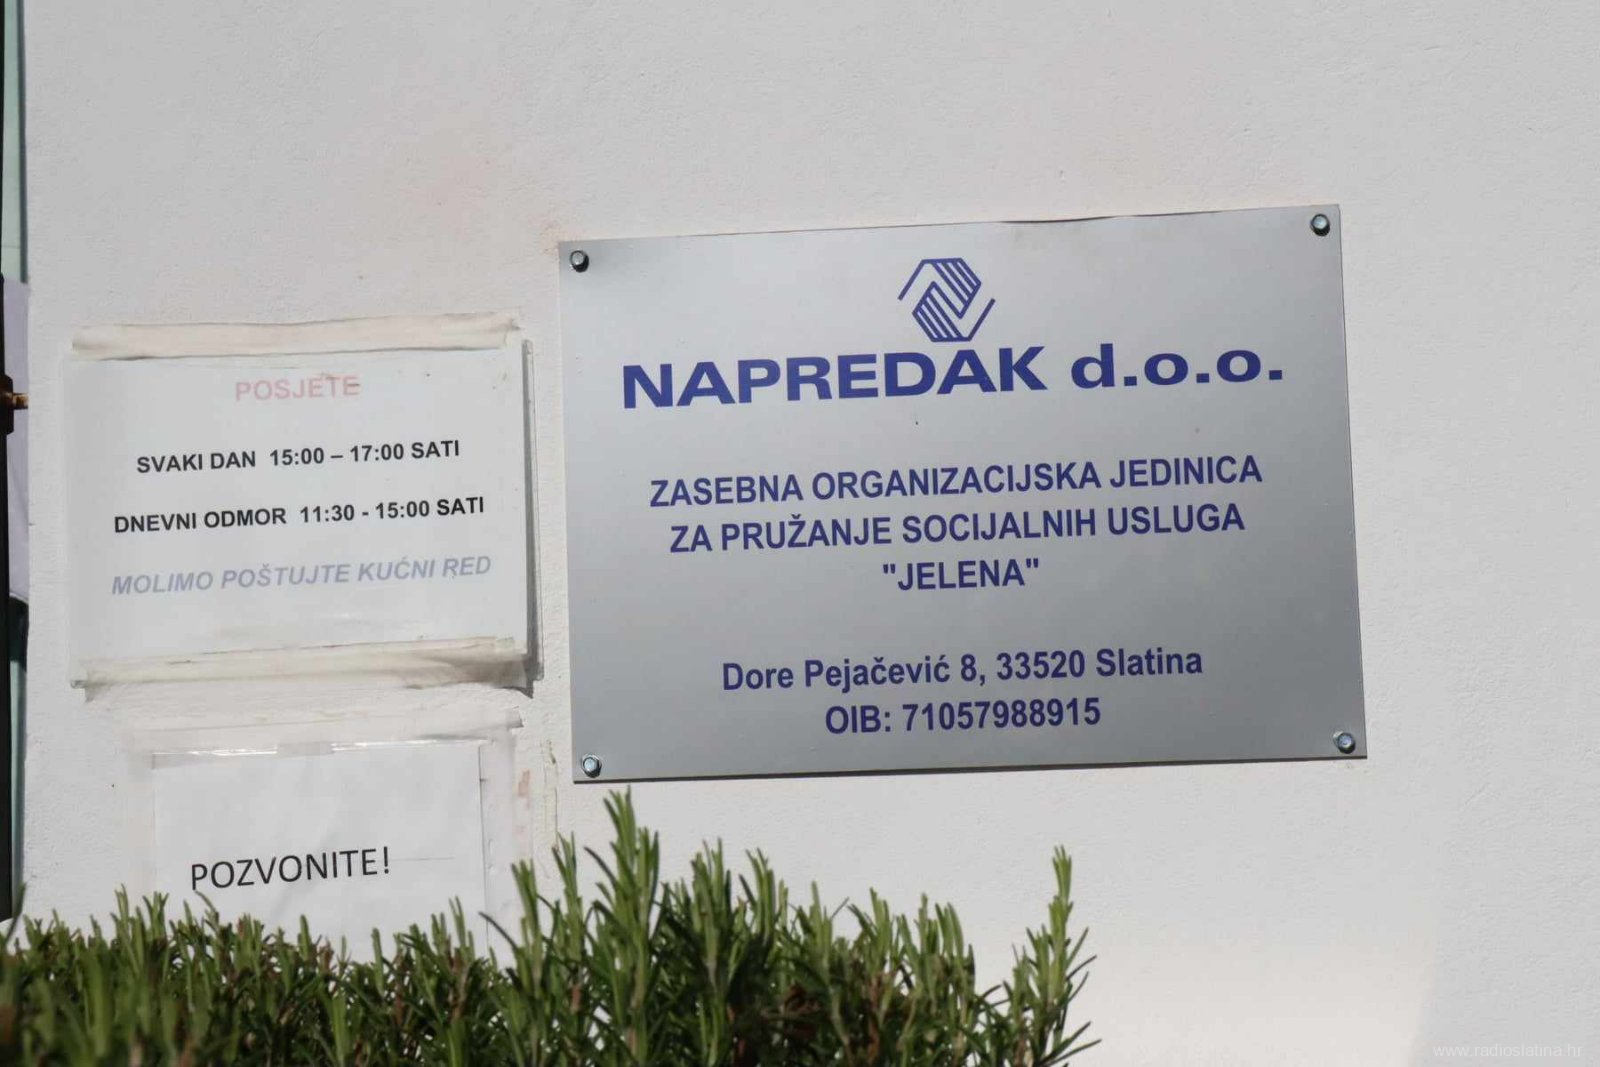 POSJETE
SVAKI DAN 15:00 – 17:00 SATI
DNEVNI ODMOR 11:30 - 15:00 SATI
MOLIMO POŠTUJTE KUĆNI RED
POZVONITE!
NAPREDAK d.o.o.
ZASEBNA ORGANIZACIJSKA JEDINICA
ZA PRUŽANJE SOCIJALNIH USLUGA
"JELENA"
Dore Pejačević 8, 33520 Slatina
OIB: 71057988915
www.radioslatina.hr